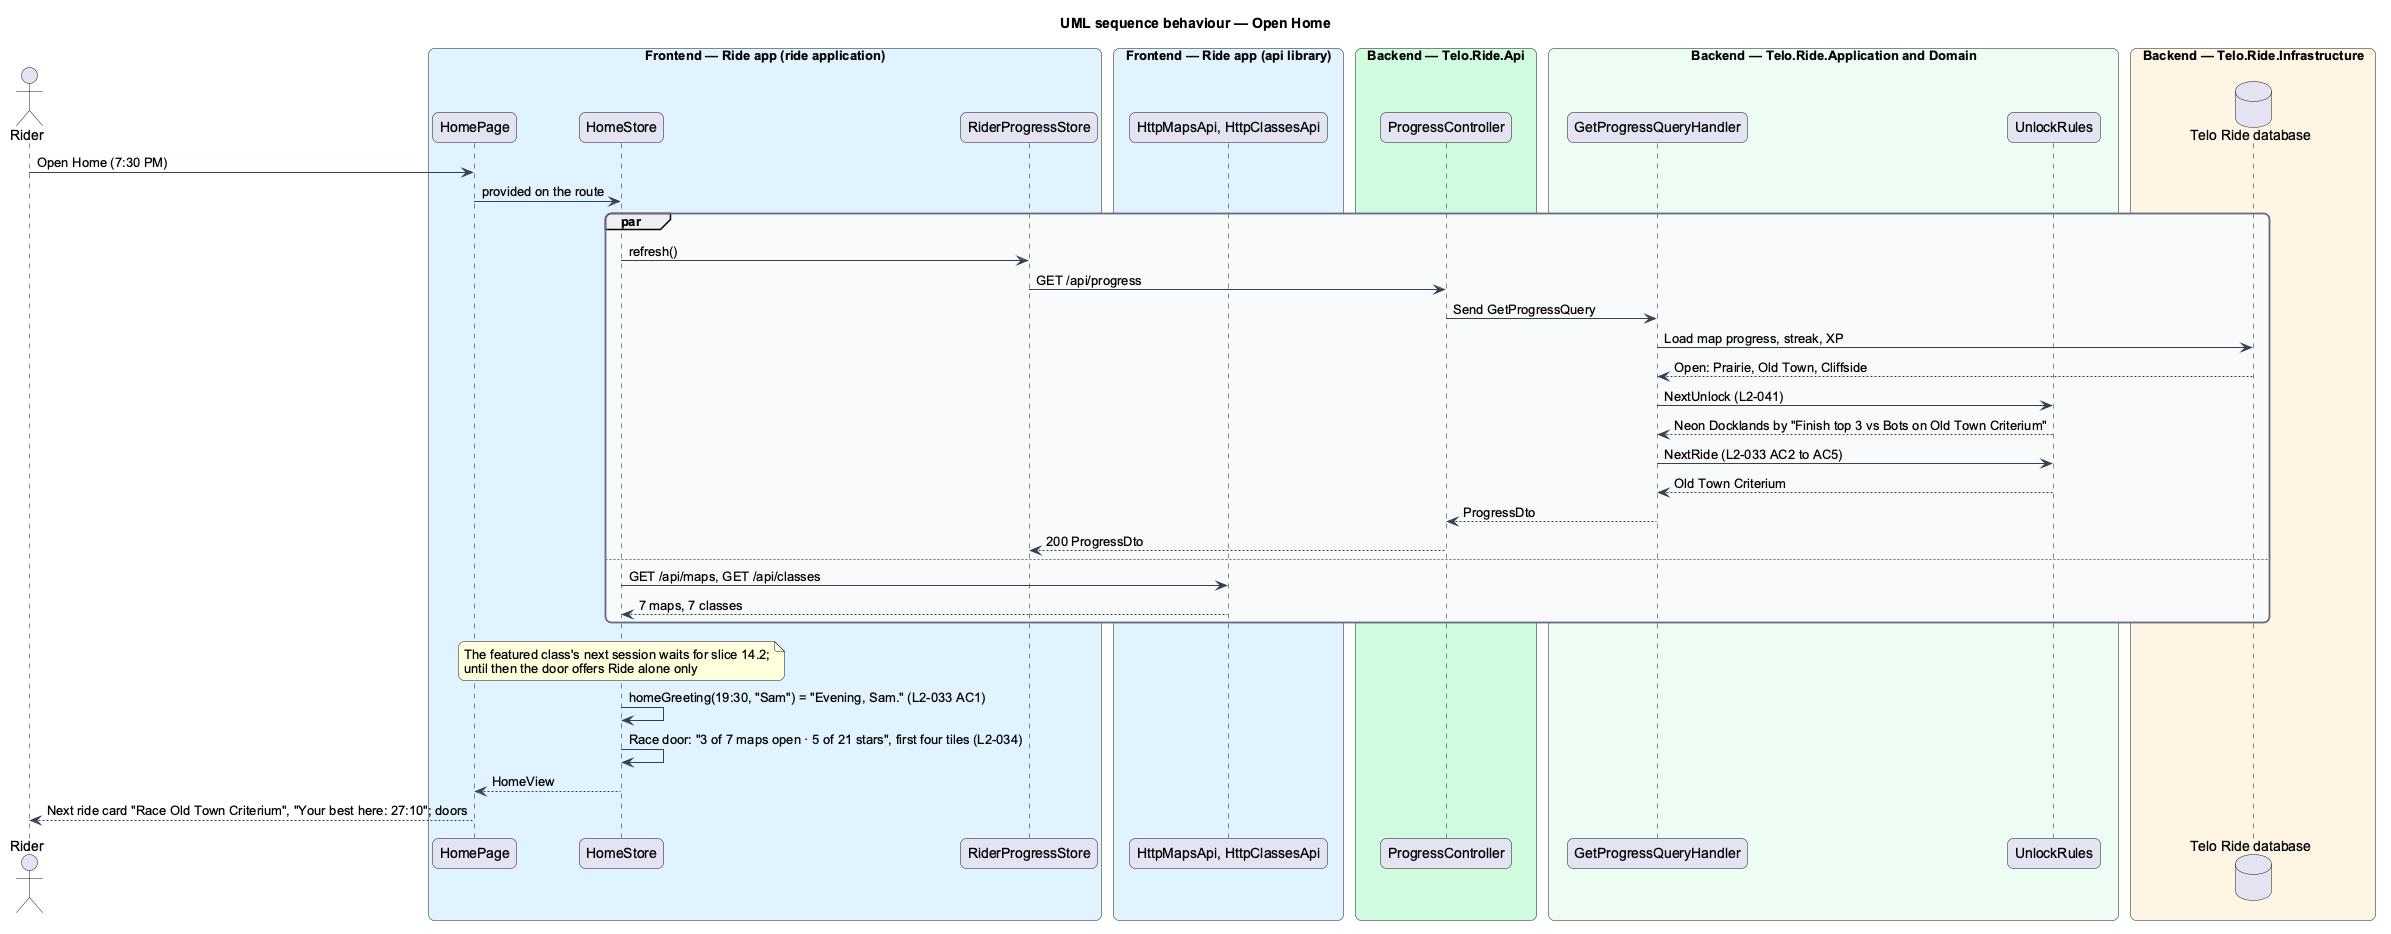 UML sequence behaviour — Open Home
Frontend — Ride app (ride application)
Frontend — Ride app (api library)
Backend — Telo.Ride.Api
Backend — Telo.Ride.Application and Domain
Backend — Telo.Ride.Infrastructure
Rider
HomePage
HomeStore
RiderProgressStore
HttpMapsApi, HttpClassesApi
ProgressController
GetProgressQueryHandler
UnlockRules
Telo Ride database
Open Home (7:30 PM)
provided on the route
par
refresh()
GET /api/progress
Send GetProgressQuery
Load map progress, streak, XP
Open: Prairie, Old Town, Cliffside
NextUnlock (L2-041)
Neon Docklands by "Finish top 3 vs Bots on Old Town Criterium"
NextRide (L2-033 AC2 to AC5)
Old Town Criterium
ProgressDto
200 ProgressDto
GET /api/maps, GET /api/classes
7 maps, 7 classes
The featured class's next session waits for slice 14.2;
until then the door offers Ride alone only
homeGreeting(19:30, "Sam") = "Evening, Sam." (L2-033 AC1)
Race door: "3 of 7 maps open · 5 of 21 stars", first four tiles (L2-034)
HomeView
Next ride card "Race Old Town Criterium", "Your best here: 27:10"; doors
Rider
HomePage
HomeStore
RiderProgressStore
HttpMapsApi, HttpClassesApi
ProgressController
GetProgressQueryHandler
UnlockRules
Telo Ride database